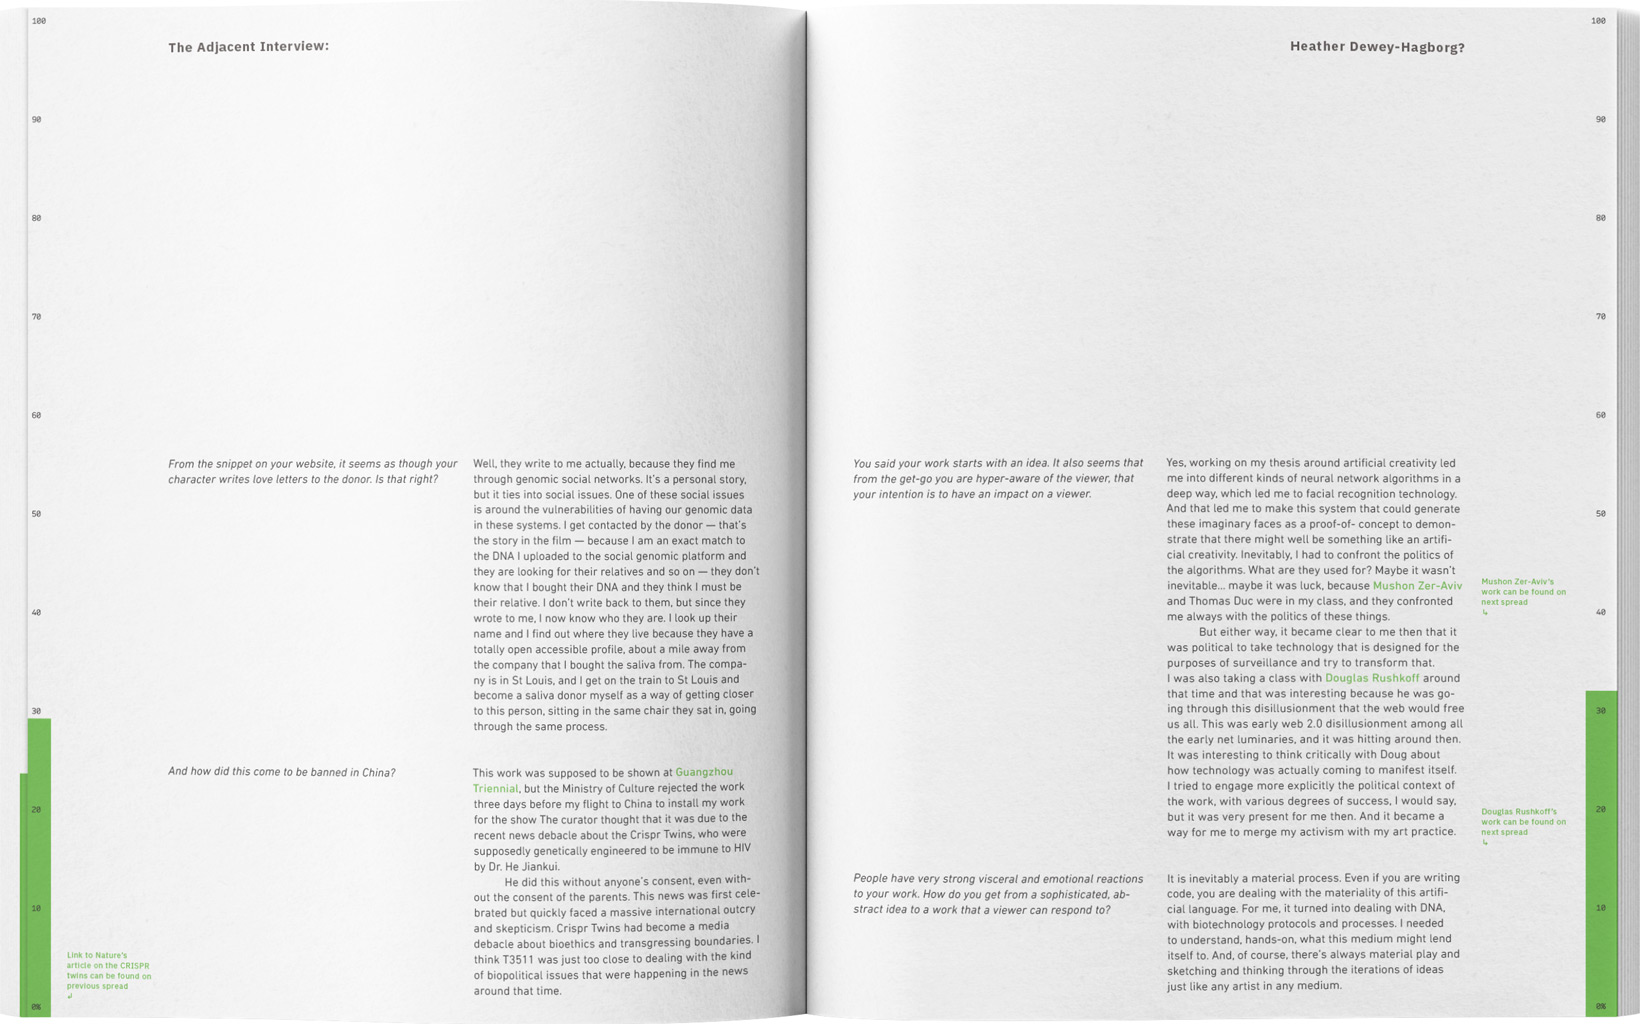 The Adjacent Interview:
100
90
80
70
60
50
40
30
20
10
0%
From the snippet on your website, it seems as though your
character writes love letters to the donor. Is that right?
Well, they write to me actually, because they find me
through genomic social networks. It's a personal story,
but it ties into social issues. One of these social issues
is around the vulnerabilities of having our genomic data
in these systems. I get contacted by the donor — that's
the story in the film — because I am an exact match to
the DNA I uploaded to the social genomic platform and
they are looking for their relatives and so on — they don't
know that I bought their DNA and they think I must be
their relative. I don't write back to them, but since they
wrote to me, I now know who they are. I look up their
name and I find out where they live because they have a
totally open accessible profile, about a mile away from
the company that I bought the saliva from. The compa-
ny is in St Louis, and I get on the train to St Louis and
become a saliva donor myself as a way of getting closer
to this person, sitting in the same chair they sat in, going
through the same process.
And how did this come to be banned in China?
This work was supposed to be shown at Guangzhou
Triennial, but the Ministry of Culture rejected the work
three days before my flight to China to install my work
for the show The curator thought that it was due to the
recent news debacle about the Crispr Twins, who were
supposedly genetically engineered to be immune to HIV
by Dr. He Jiankui.
He did this without anyone's consent, even with-
out the consent of the parents. This news was first cele-
brated but quickly faced a massive international outcry
and skepticism. Crispr Twins had become a media
debacle about bioethics and transgressing boundaries. I
think T3511 was just too close to dealing with the kind
of biopolitical issues that were happening in the news
around that time.
Link to Nature's
article on the CRISPR
twins can be found on
previous spread
↲
Heather Dewey-Hagborg?
100
90
80
70
60
50
40
30
20
10
0%
You said your work starts with an idea. It also seems that
from the get-go you are hyper-aware of the viewer, that
your intention is to have an impact on a viewer.
Yes, working on my thesis around artificial creativity led
me into different kinds of neural network algorithms in a
deep way, which led me to facial recognition technology.
And that led me to make this system that could generate
these imaginary faces as a proof-of- concept to demon-
strate that there might well be something like an artifi-
cial creativity. Inevitably, I had to confront the politics of
the algorithms. What are they used for? Maybe it wasn't
inevitable... maybe it was luck, because Mushon Zer-Aviv
and Thomas Duc were in my class, and they confronted
me always with the politics of these things.
But either way, it became clear to me then that it
was political to take technology that is designed for the
purposes of surveillance and try to transform that.
I was also taking a class with Douglas Rushkoff around
that time and that was interesting because he was go-
ing through this disillusionment that the web would free
us all. This was early web 2.0 disillusionment among all
the early net luminaries, and it was hitting around then.
It was interesting to think critically with Doug about
how technology was actually coming to manifest itself.
I tried to engage more explicitly the political context of
the work, with various degrees of success, I would say,
but it was very present for me then. And it became a
way for me to merge my activism with my art practice.
Mushon Zer-Aviv's
work can be found on
next spread
↳
Douglas Rushkoff's
work can be found on
next spread
↳
People have very strong visceral and emotional reactions
to your work. How do you get from a sophisticated, ab-
stract idea to a work that a viewer can respond to?
It is inevitably a material process. Even if you are writing
code, you are dealing with the materiality of this artifi-
cial language. For me, it turned into dealing with DNA,
with biotechnology protocols and processes. I needed
to understand, hands-on, what this medium might lend
itself to. And, of course, there's always material play and
sketching and thinking through the iterations of ideas
just like any artist in any medium.